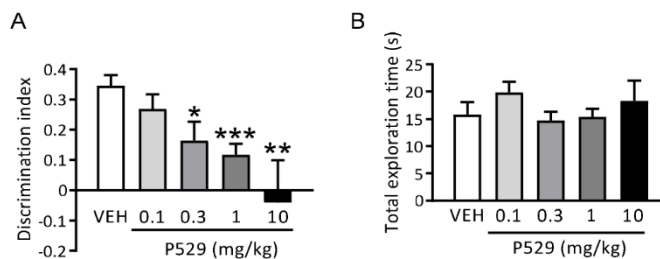 A
Discrimination index
0.4
0.3
0.2
0.1
0
-0.1
-0.2
*
***
**
VEH 0.1 0.3 1 10
P529 (mg/kg)
B
Total exploration time (s)
25
20
15
10
5
0
VEH 0.1 0.3 1 10
P529 (mg/kg)